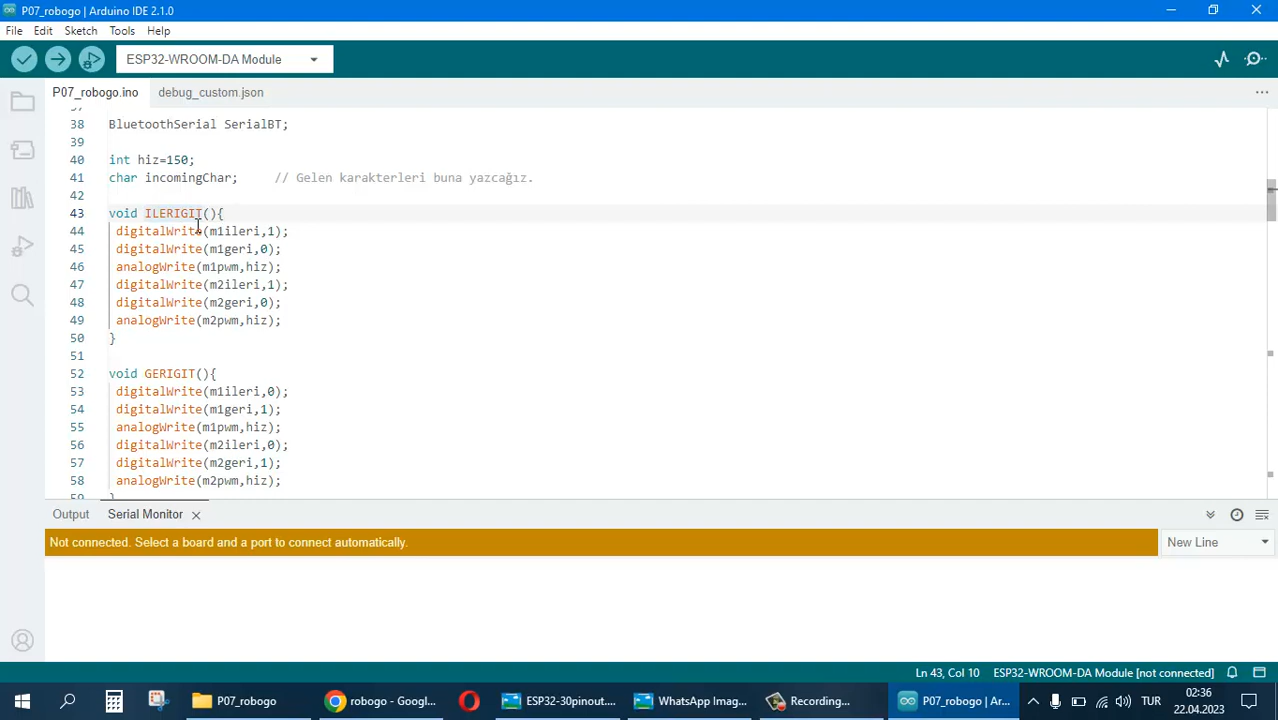 P07_robogo | Arduino IDE 2.1.0
File Edit Sketch Tools Help
ESP32-WROOM-DA Module
P07_robogo.ino debug_custom.json
38 BluetoothSerial SerialBT;
39
40 int hiz=150;
41 char incomingChar; // Gelen karakterleri buna yazcağız.
42
43 void ILERIGIT(){
44 digitalWrite(m1ileri,1);
45 digitalWrite(m1geri,0);
46 analogWrite(m1pwm,hiz);
47 digitalWrite(m2ileri,1);
48 digitalWrite(m2geri,0);
49 analogWrite(m2pwm,hiz);
50 }
51
52 void GERIGIT(){
53 digitalWrite(m1ileri,0);
54 digitalWrite(m1geri,1);
55 analogWrite(m1pwm,hiz);
56 digitalWrite(m2ileri,0);
57 digitalWrite(m2geri,1);
58 analogWrite(m2pwm,hiz);
59 }
Output Serial Monitor
Not connected. Select a board and a port to connect automatically. New Line
Ln 43, Col 10 ESP32-WROOM-DA Module [not connected]
P07_robogo robogo - Googl... ESP32-30pinout.... WhatsApp Imag... Recording... P07_robogo | Ar... TUR 02:36
22.04.2023